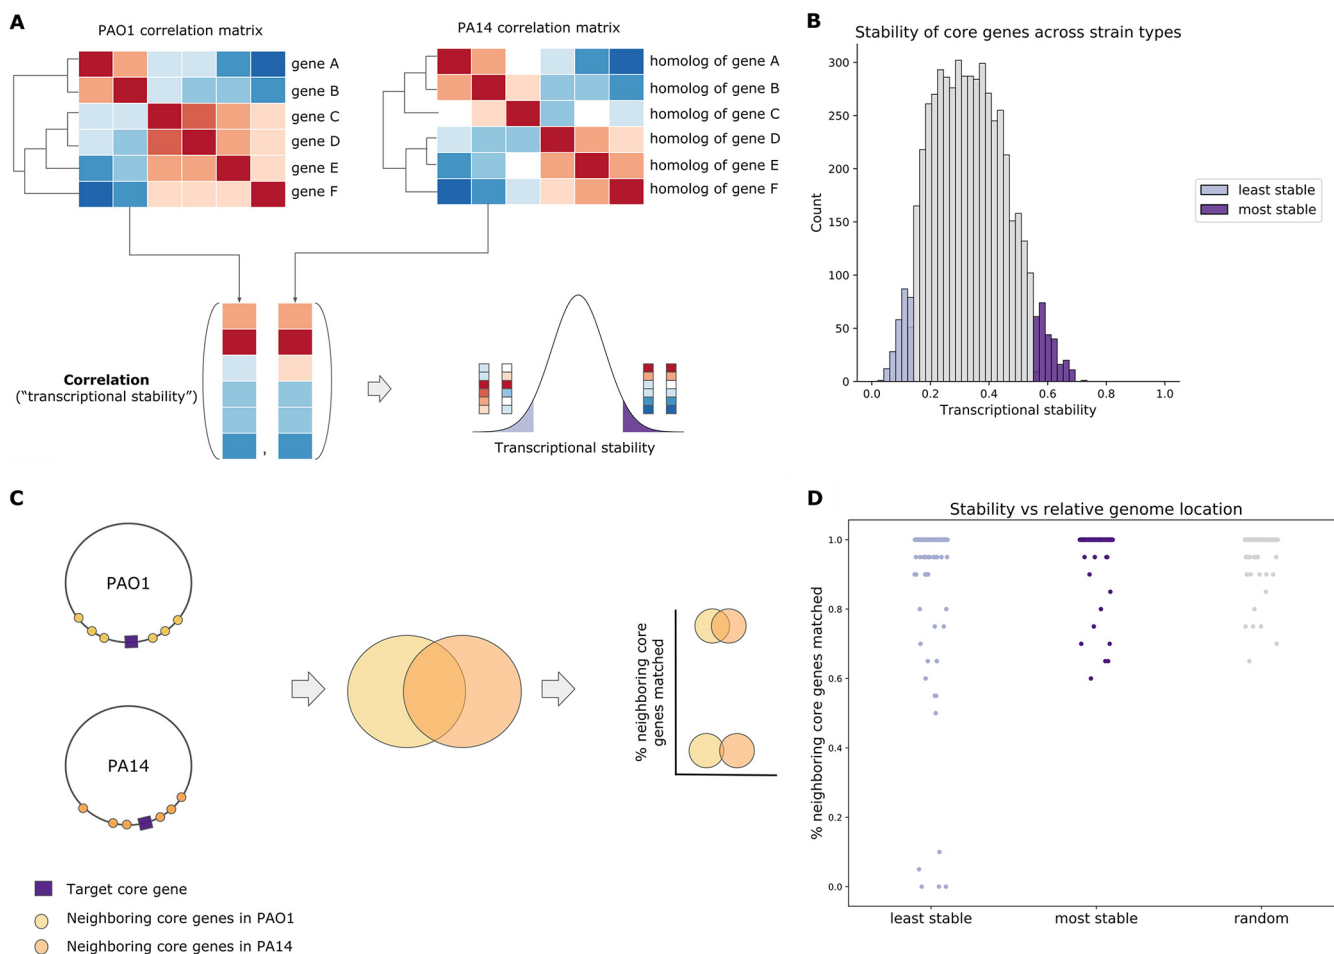 A
PAO1 correlation matrix
gene A
gene B
gene C
gene D
gene E
gene F
PA14 correlation matrix
homolog of gene A
homolog of gene B
homolog of gene C
homolog of gene D
homolog of gene E
homolog of gene F
Correlation
("transcriptional stability")
,
Transcriptional stability
B
Stability of core genes across strain types
Count
300
250
200
150
100
50
0
0.0 0.2 0.4 0.6 0.8 1.0
Transcriptional stability
least stable
most stable
C
PAO1
PA14
% neighboring core
genes matched
Target core gene
Neighboring core genes in PAO1
Neighboring core genes in PA14
D
Stability vs relative genome location
% neighboring core genes matched
1.0
0.8
0.6
0.4
0.2
0.0
least stable most stable random